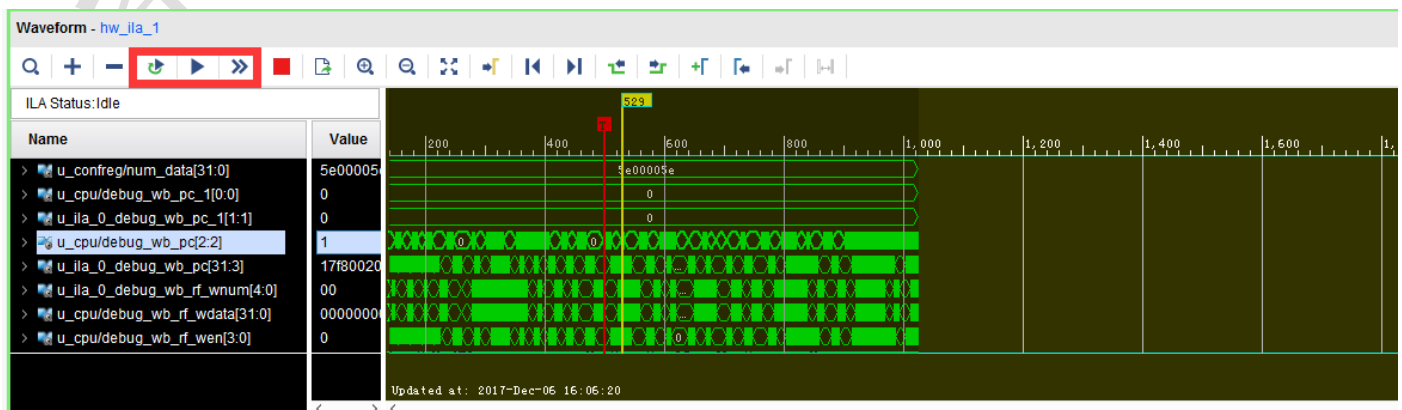 Waveform - hw_ila_1
ILA Status:Idle
529
T
Name
Value
200
400
600
800
1,000
1,200
1,400
1,600
u_confreg/num_data[31:0]
5e00005
5e00005e
u_cpu/debug_wb_pc_1[0:0]
0
0
u_ila_0_debug_wb_pc_1[1:1]
0
0
u_cpu/debug_wb_pc[2:2]
1
0
0
u_ila_0_debug_wb_pc[31:3]
17f80020
...
u_ila_0_debug_wb_rf_wnum[4:0]
00
...
u_cpu/debug_wb_rf_wdata[31:0]
0000000
...
u_cpu/debug_wb_rf_wen[3:0]
0
0
Updated at: 2017-Dec-06 16:06:20